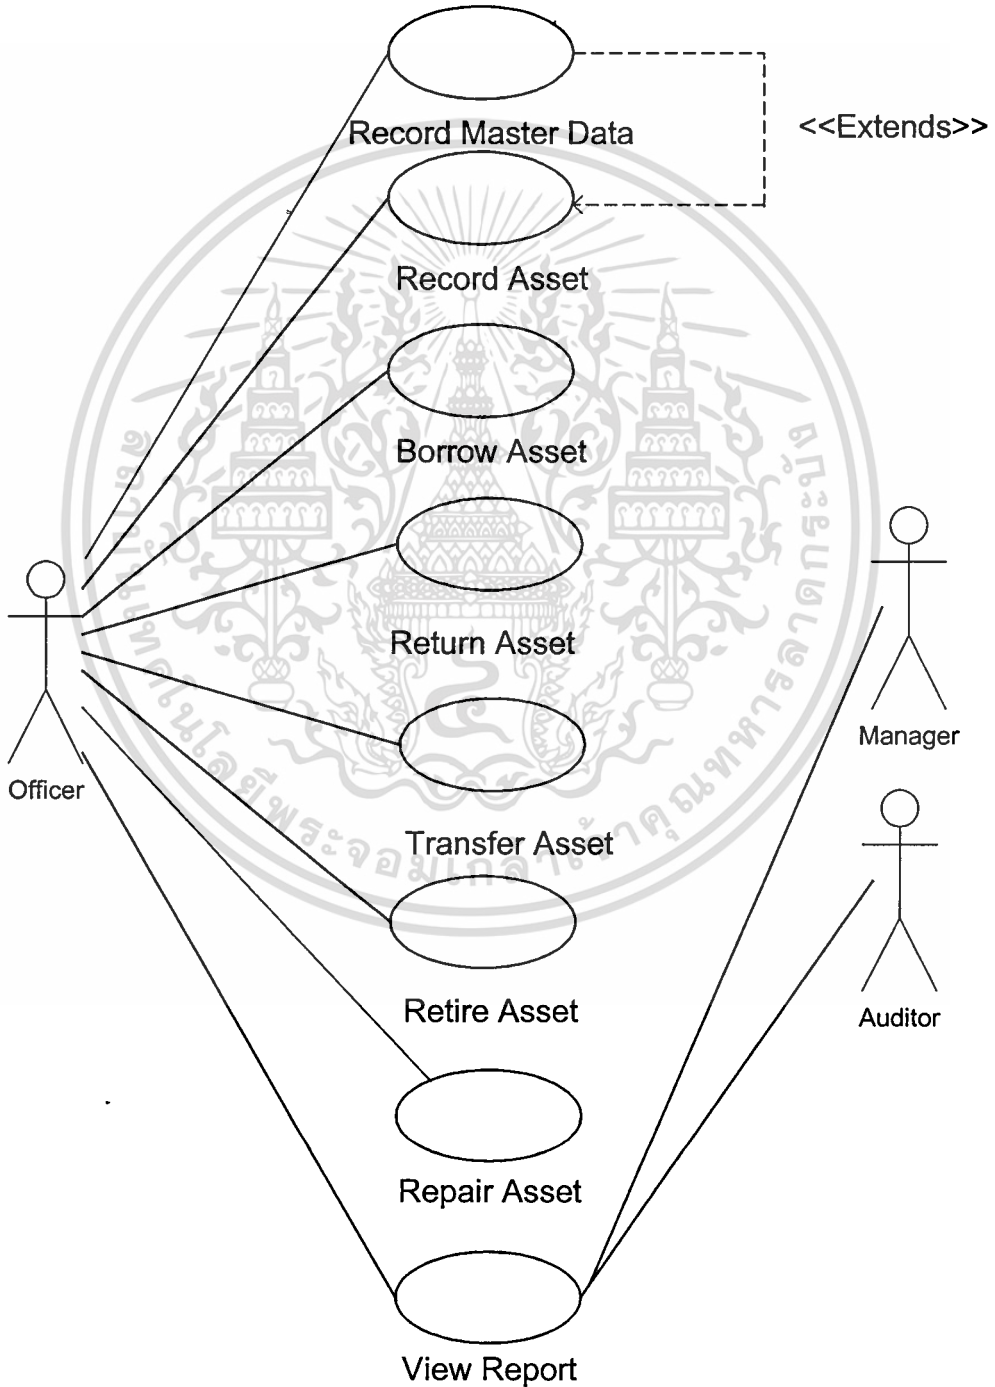 Record Master Data
<<Extends>>
Record Asset
Borrow Asset
Return Asset
Manager
Officer
Transfer Asset
Retire Asset
Auditor
Repair Asset
View Report